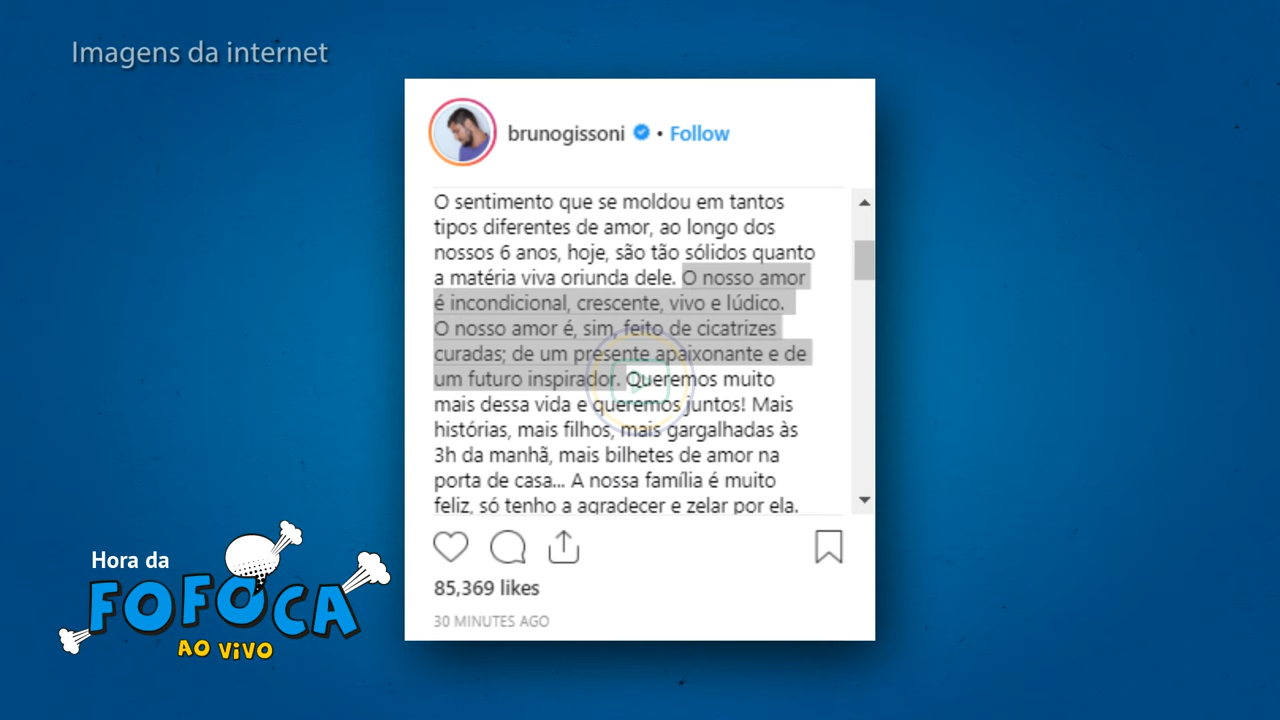 Imagens da internet
brunogissoni • Follow
O sentimento que se moldou em tantos
tipos diferentes de amor, ao longo dos
nossos 6 anos, hoje, são tão sólidos quanto
a matéria viva oriunda dele. O nosso amor
é incondicional, crescente, vivo e lúdico.
O nosso amor é, sim, feito de cicatrizes
curadas; de um presente apaixonante e de
um futuro inspirador. Queremos muito
mais dessa vida e queremos juntos! Mais
histórias, mais filhos, mais gargalhadas às
3h da manhã, mais bilhetes de amor na
porta de casa... A nossa família é muito
feliz, só tenho a agradecer e zelar por ela.
85,369 likes
30 MINUTES AGO
Hora da
FOFOCA
AO ViVO